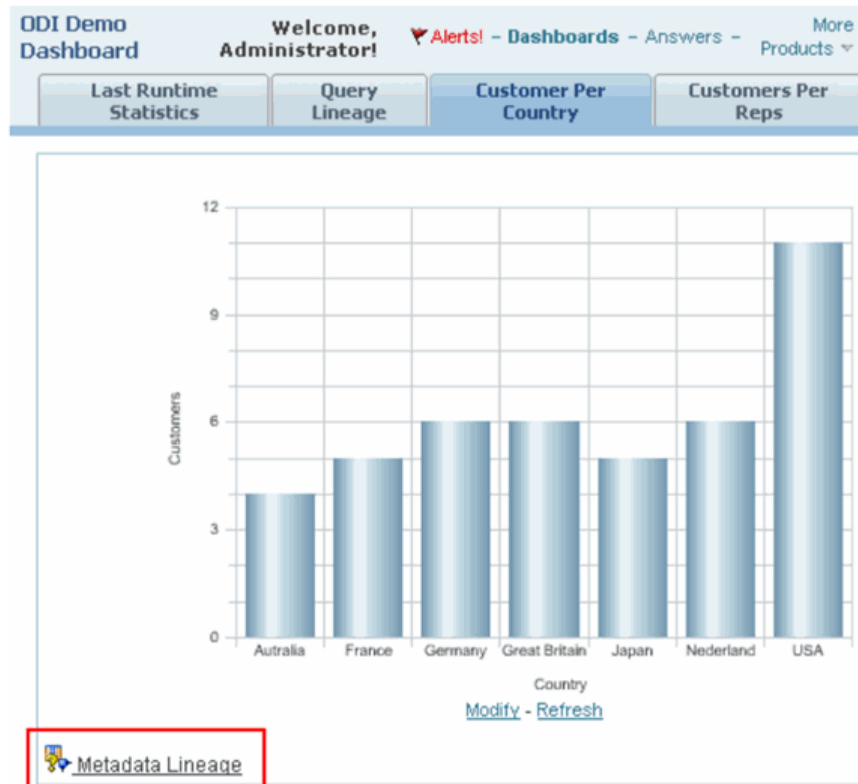 ODI Demo
Dashboard
Welcome,
Administrator!
Alerts! - Dashboards - Answers -
More
Products
Last Runtime
Statistics
Query
Lineage
Customer Per
Country
Customers Per
Reps
12
9
6
3
0
Customers
Autralia France Germany Great Britain Japan Nederland USA
Country
Modify - Refresh
Metadata Lineage